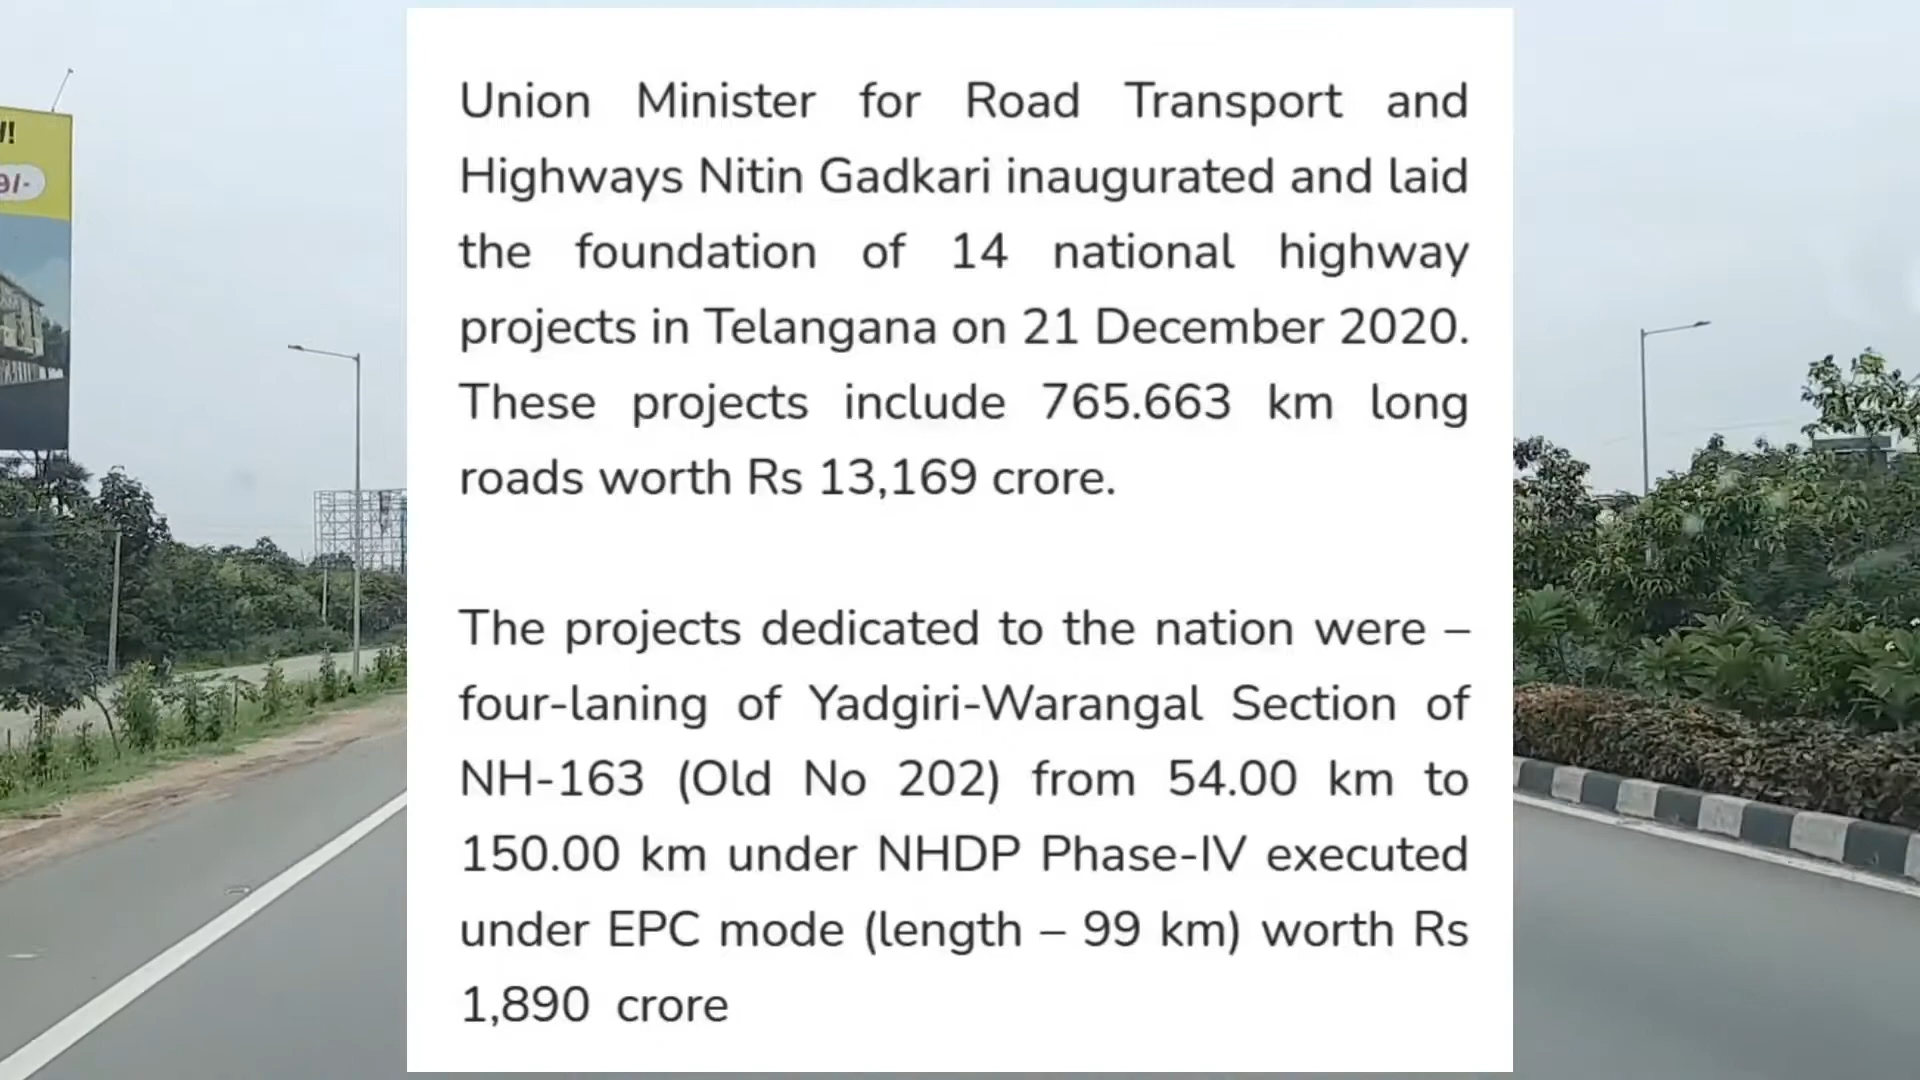 Union Minister for Road Transport and
Highways Nitin Gadkari inaugurated and laid
the foundation of 14 national highway
projects in Telangana on 21 December 2020.
These projects include 765.663 km long
roads worth Rs 13,169 crore.
The projects dedicated to the nation were –
four-laning of Yadgiri-Warangal Section of
NH-163 (Old No 202) from 54.00 km to
150.00 km under NHDP Phase-IV executed
under EPC mode (length – 99 km) worth Rs
1,890 crore